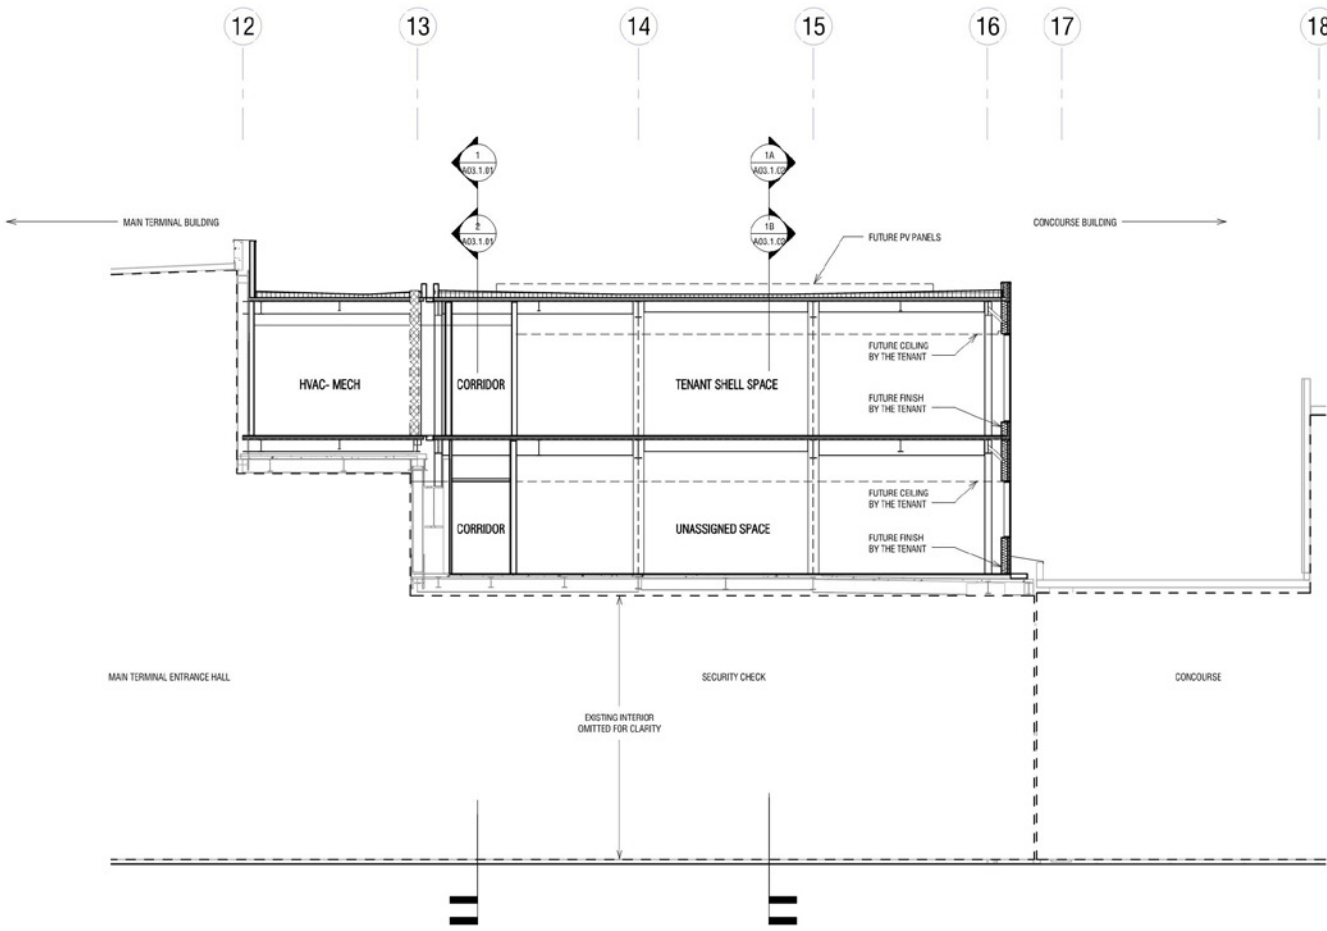 12 13 14 15 16 17 18
1 1A
A03.1.01 A03.1.02
MAIN TERMINAL BUILDING
2 1B
A03.1.01 A03.1.02
CONCOURSE BUILDING
FUTURE PV PANELS
FUTURE CEILING
BY THE TENANT
HVAC- MECH
CORRIDOR
TENANT SHELL SPACE
FUTURE FINISH
BY THE TENANT
FUTURE CEILING
BY THE TENANT
CORRIDOR
UNASSIGNED SPACE
FUTURE FINISH
BY THE TENANT
MAIN TERMINAL ENTRANCE HALL
SECURITY CHECK
CONCOURSE
EXISTING INTERIOR
OMITTED FOR CLARITY